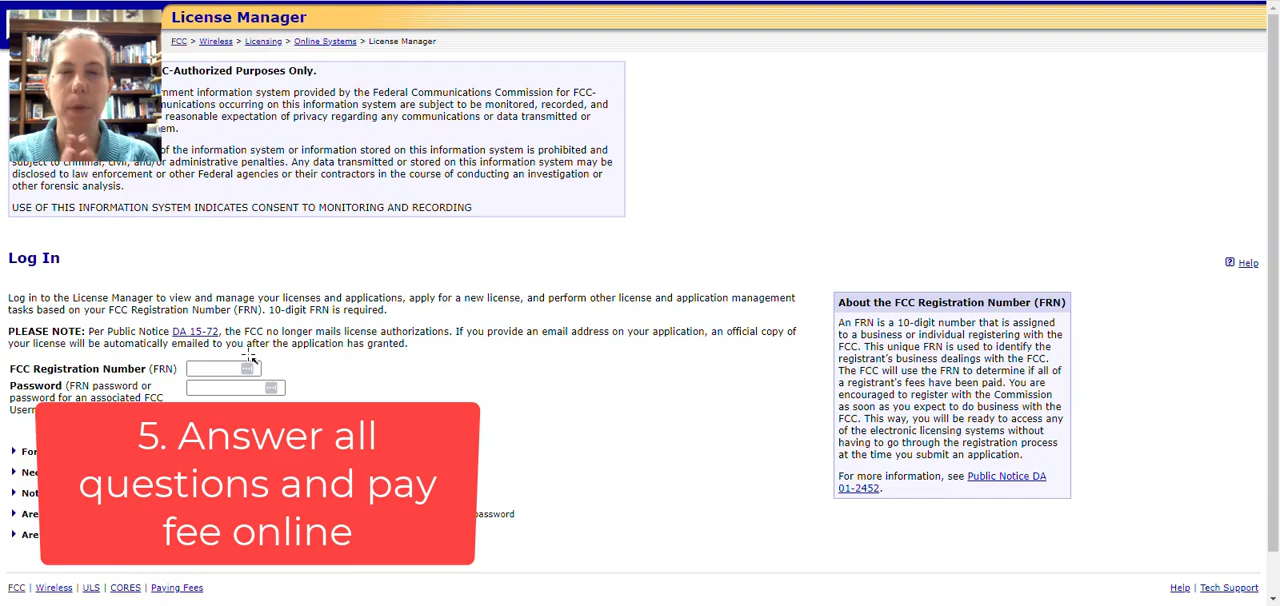 License Manager
FCC > Wireless > Licensing > Online Systems > License Manager
C-Authorized Purposes Only.
nment information system provided by the Federal Communications Commission for FCC-
nunications occurring on this information system are subject to be monitored, recorded, and
reasonable expectation of privacy regarding any communications or data transmitted or
em.
of the information system or information stored on this information system is prohibited and
subject to criminal, civil, and/or administrative penalties. Any data transmitted or stored on this information system may be
disclosed to law enforcement or other Federal agencies or their contractors in the course of conducting an investigation or
other forensic analysis.
USE OF THIS INFORMATION SYSTEM INDICATES CONSENT TO MONITORING AND RECORDING
Log In
Help
Log in to the License Manager to view and manage your licenses and applications, apply for a new license, and perform other license and application management
tasks based on your FCC Registration Number (FRN). 10-digit FRN is required.
PLEASE NOTE: Per Public Notice DA 15-72, the FCC no longer mails license authorizations. If you provide an email address on your application, an official copy of
your license will be automatically emailed to you after the application has granted.
FCC Registration Number (FRN)
Password (FRN password or
password for an associated FCC
Usern
For
Nee
Not
Are
password
Are
5. Answer all
questions and pay
fee online
About the FCC Registration Number (FRN)
An FRN is a 10-digit number that is assigned
to a business or individual registering with the
FCC. This unique FRN is used to identify the
registrant's business dealings with the FCC.
The FCC will use the FRN to determine if all of
a registrant's fees have been paid. You are
encouraged to register with the Commission
as soon as you expect to do business with the
FCC. This way, you will be ready to access any
of the electronic licensing systems without
having to go through the registration process
at the time you submit an application.
For more information, see Public Notice DA
01-2452.
FCC | Wireless | ULS | CORES | Paying Fees
Help | Tech Support